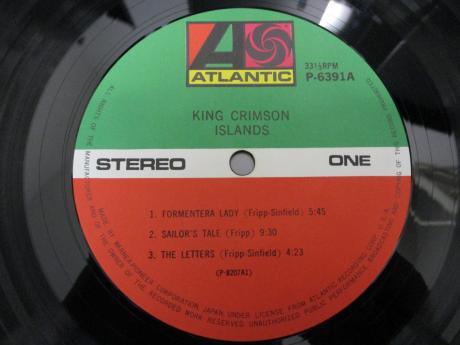 ATLANTIC
33⅓RPM
P-6391A
KING CRIMSON
ISLANDS
STEREO
ONE
1. FORMENTERA LADY (Fripp-Sinfield) 5:45
2. SAILOR'S TALE (Fripp) 9:30
3. THE LETTERS (Fripp-Sinfield) 4:23
(P-8207A1)
MADE BY WARNER-PIONEER CORPORATION, JAPAN, UNDER LICENSE FROM ATLANTIC RECORDING CORP., U.S.A.
ALL RIGHTS OF THE MANUFACTURER AND OF THE OWNER OF THE RECORDED WORK RESERVED. UNAUTHORIZED PUBLIC PERFORMANCE BROADCASTING AND COPYING OF THIS RECORD PROHIBITED